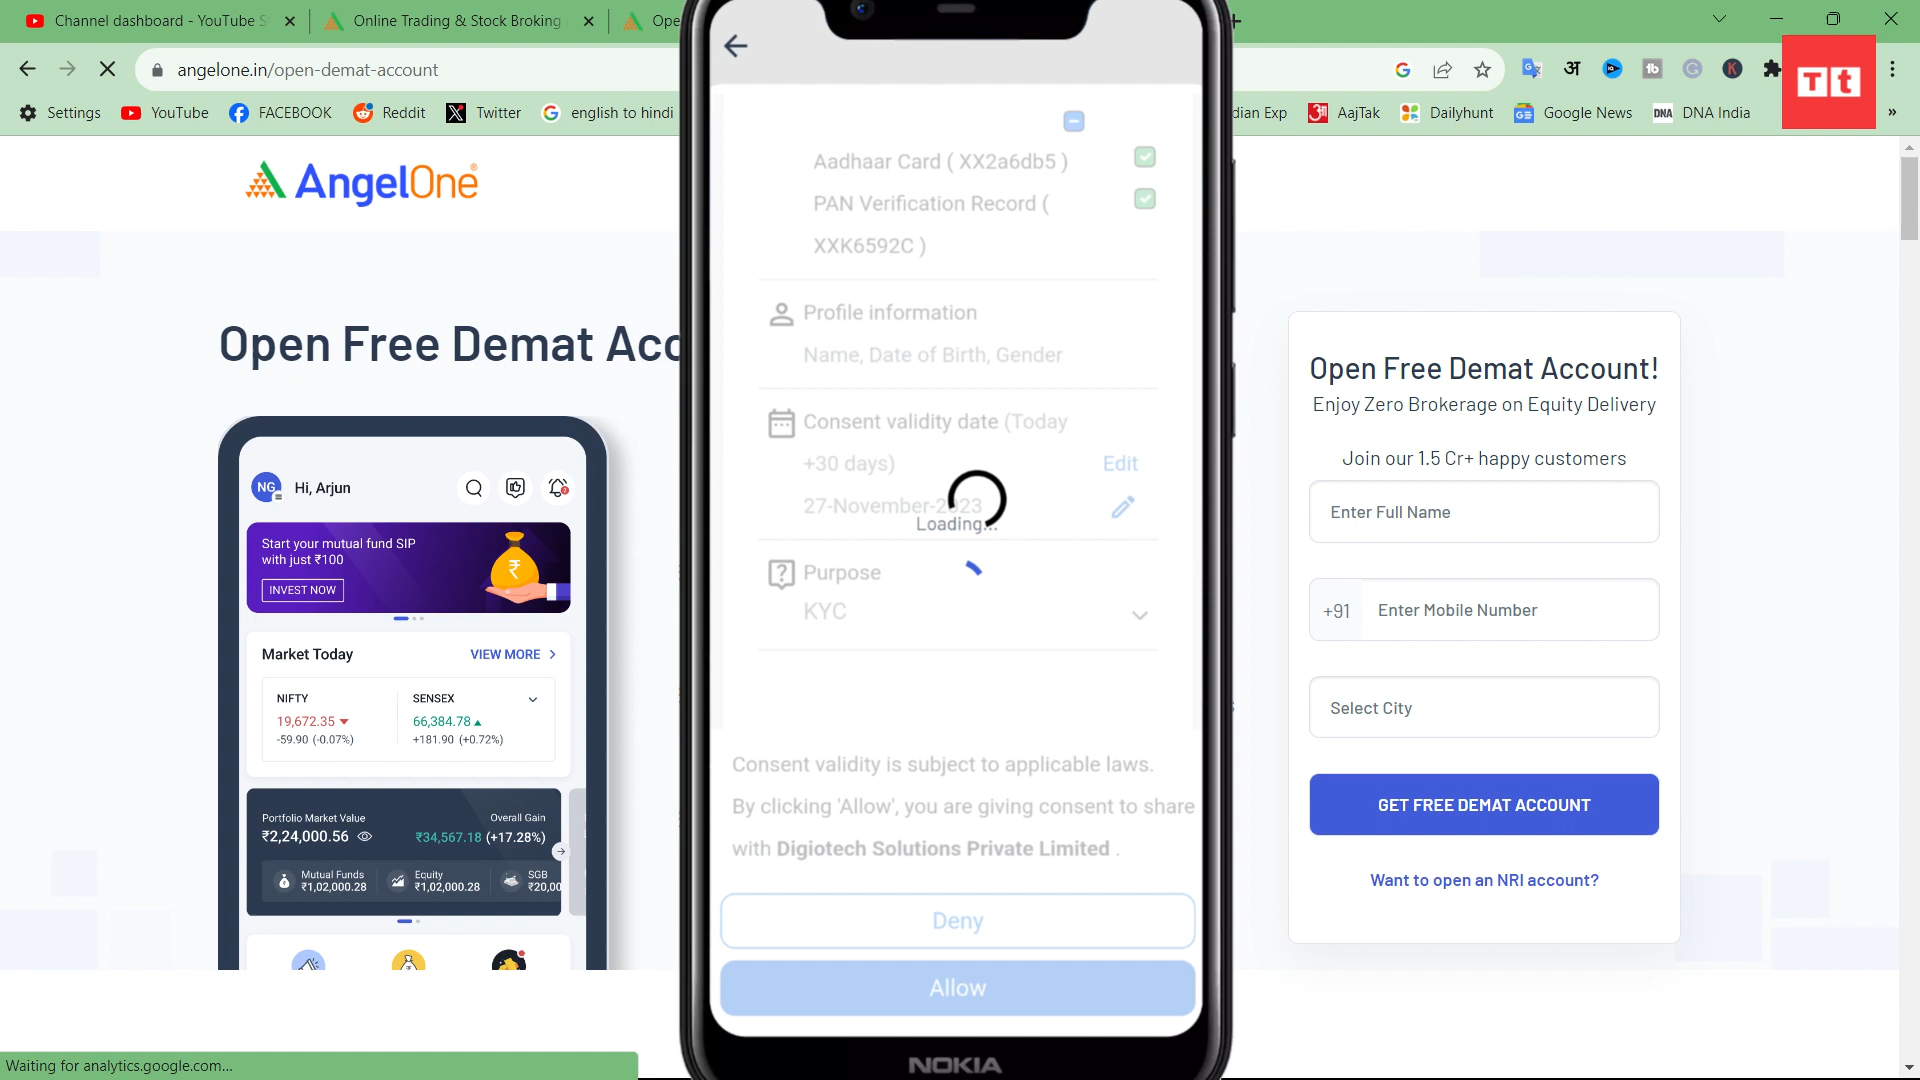 Channel dashboard - YouTube S
Online Trading & Stock Broking
Ope
angelone.in/open-demat-account
Settings
YouTube
FACEBOOK
Reddit
Twitter
english to hindi
dian Exp
AajTak
Dailyhunt
Google News
DNA India
Tt
AngelOne
Open Free Demat Acc
NG
Hi, Arjun
Start your mutual fund SIP
with just ₹100
INVEST NOW
Market Today
VIEW MORE
NIFTY
19,672.35
-59.90 (-0.07%)
SENSEX
66,384.78
+181.90 (+0.72%)
Portfolio Market Value
₹2,24,000.56
Overall Gain
₹34,567.18 (+17.28%)
Mutual Funds
₹1,02,000.28
Equity
₹1,02,000.28
SGB
₹20,00
Aadhaar Card ( XX2a6db5 )
PAN Verification Record (
XXK6592C )
Profile information
Name, Date of Birth, Gender
Consent validity date (Today
+30 days)
Edit
27-November-2023
Loading...
Purpose
KYC
Consent validity is subject to applicable laws.
By clicking 'Allow', you are giving consent to share
with Digiotech Solutions Private Limited .
Deny
Allow
NOKIA
Open Free Demat Account!
Enjoy Zero Brokerage on Equity Delivery
Join our 1.5 Cr+ happy customers
Enter Full Name
+91
Enter Mobile Number
Select City
GET FREE DEMAT ACCOUNT
Want to open an NRI account?
Waiting for analytics.google.com...